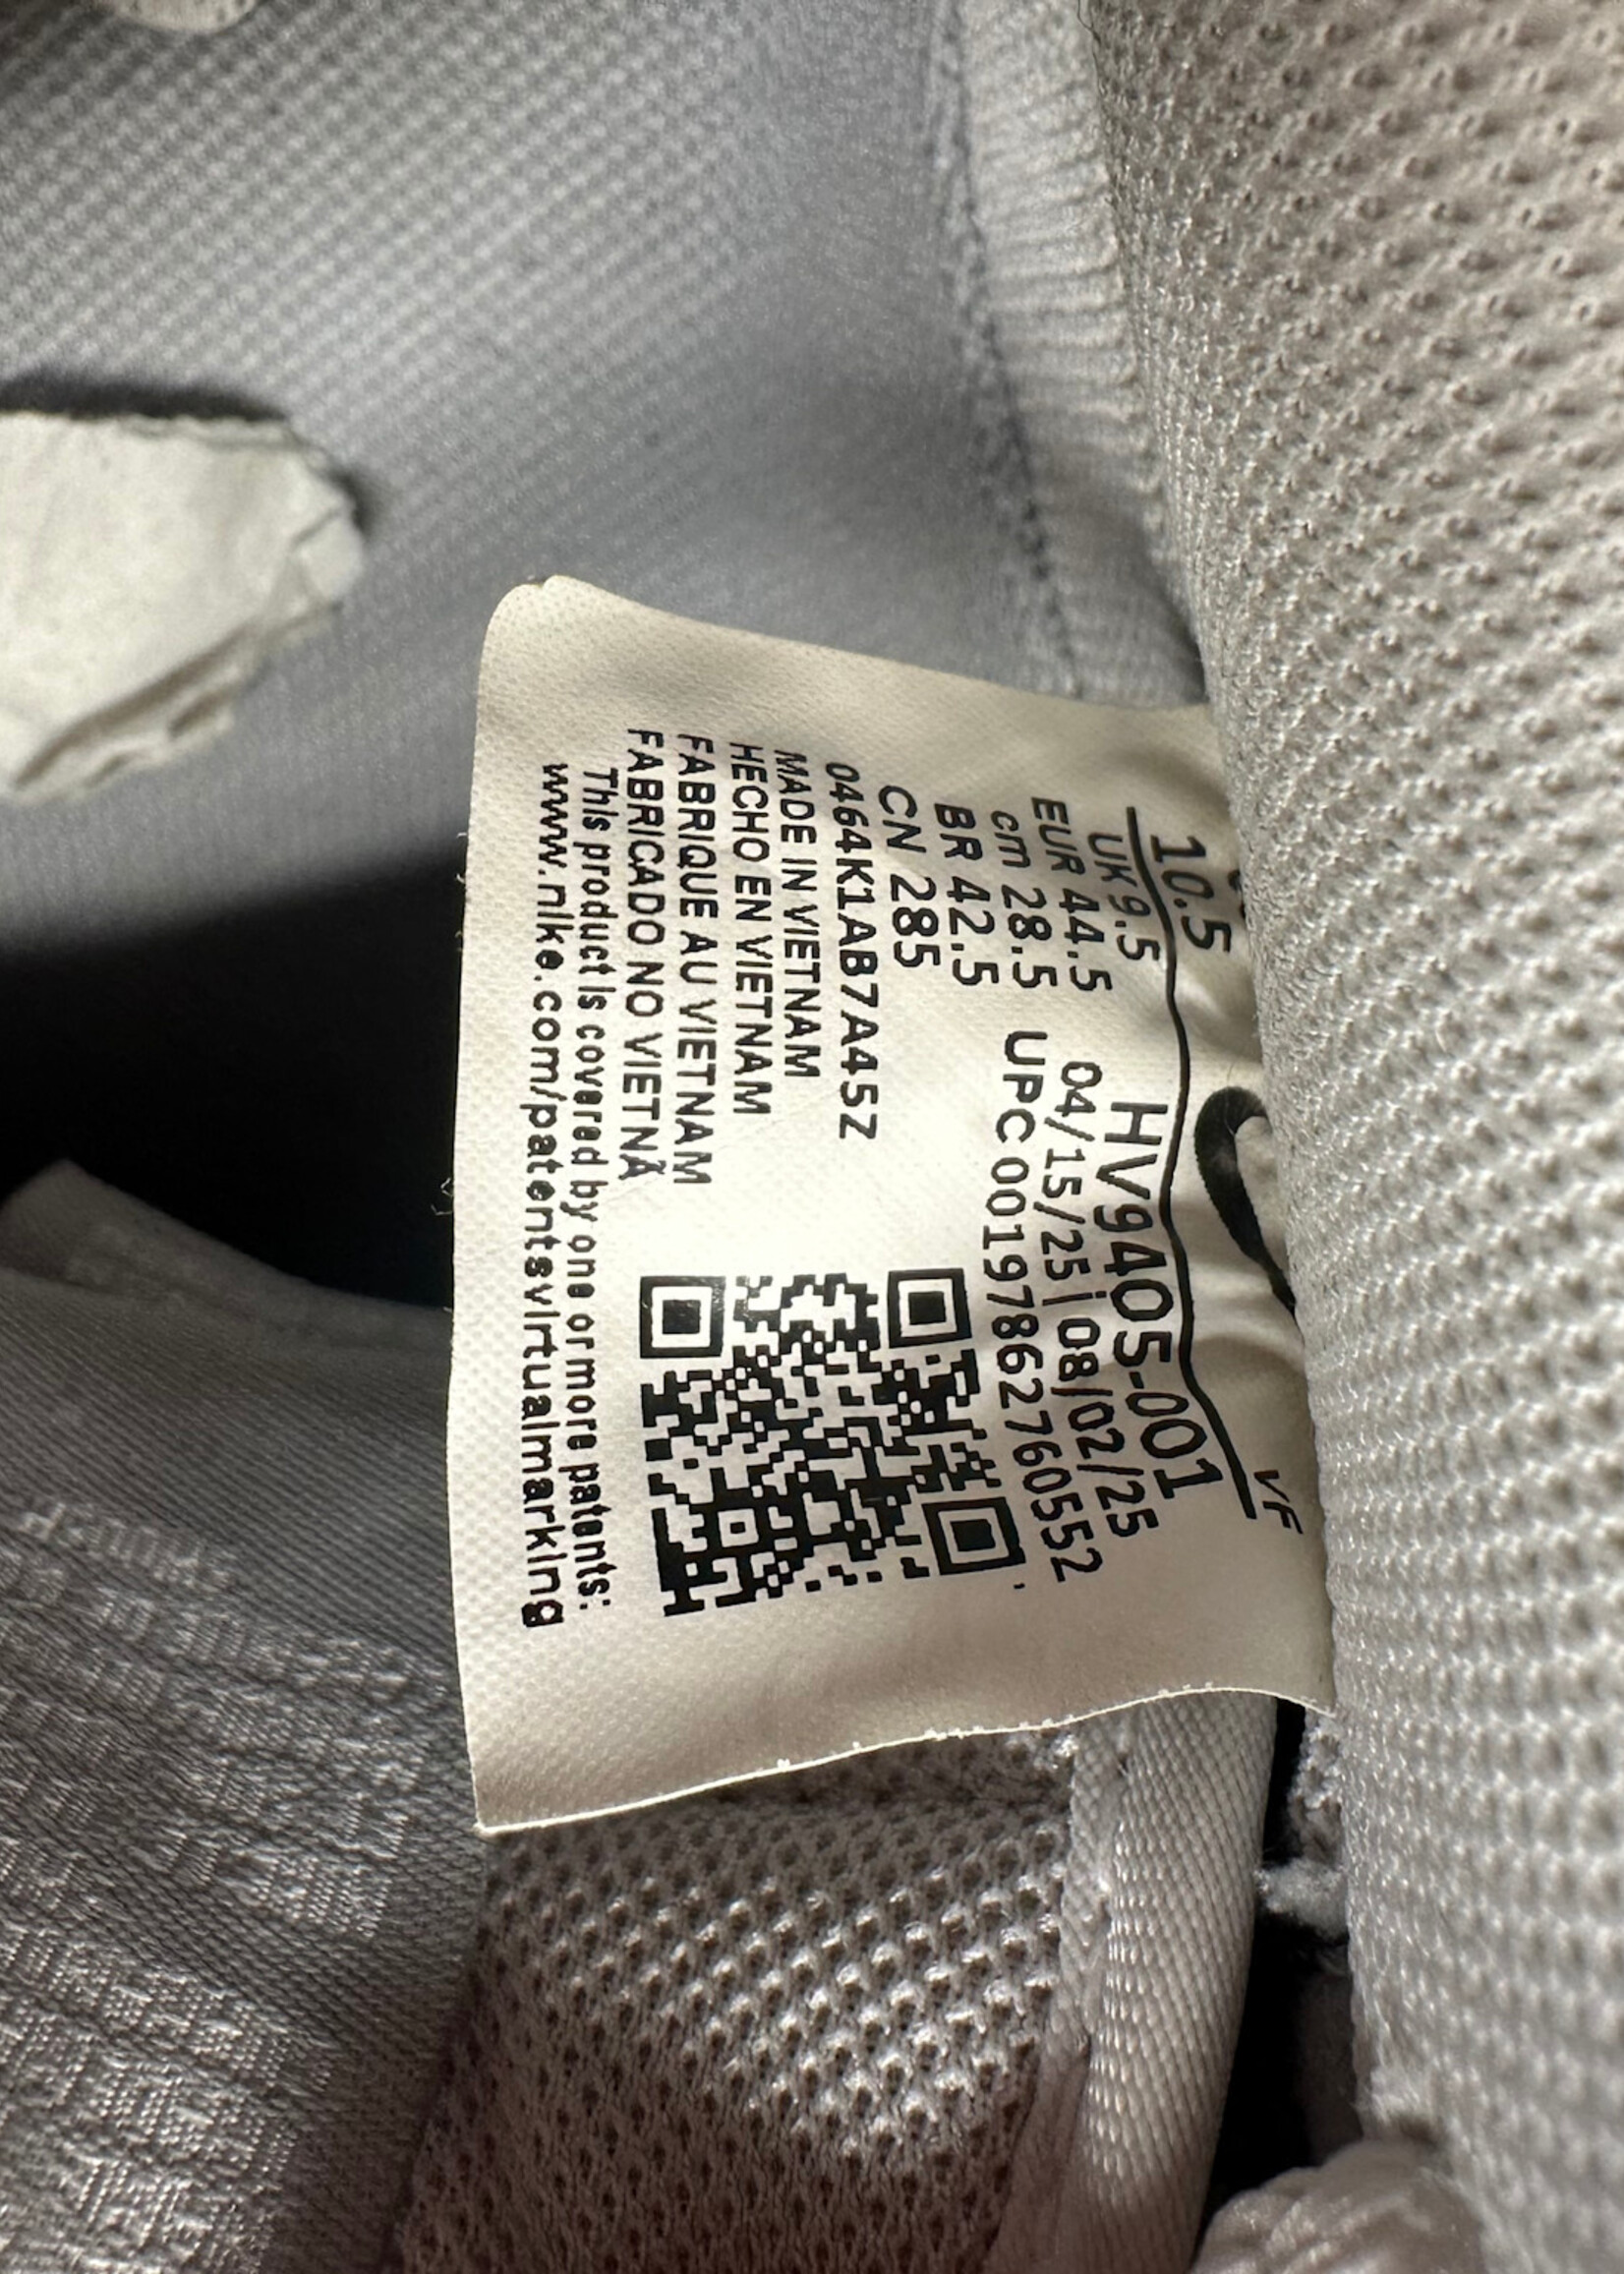 10.5
VF
UK 9.5
EUR 44.5
cm 28.5
BR 42.5
CN 285
HV9405-001
04/15/25 | 08/02/25
UPC 00197862760552
0464K1AB7A45Z
MADE IN VIETNAM
HECHO EN VIETNAM
FABRIQUE AU VIETNAM
FABRICADO NO VIETNÃ
This product is covered by one or more patents:
www.nike.com/patentsvirtualmarking